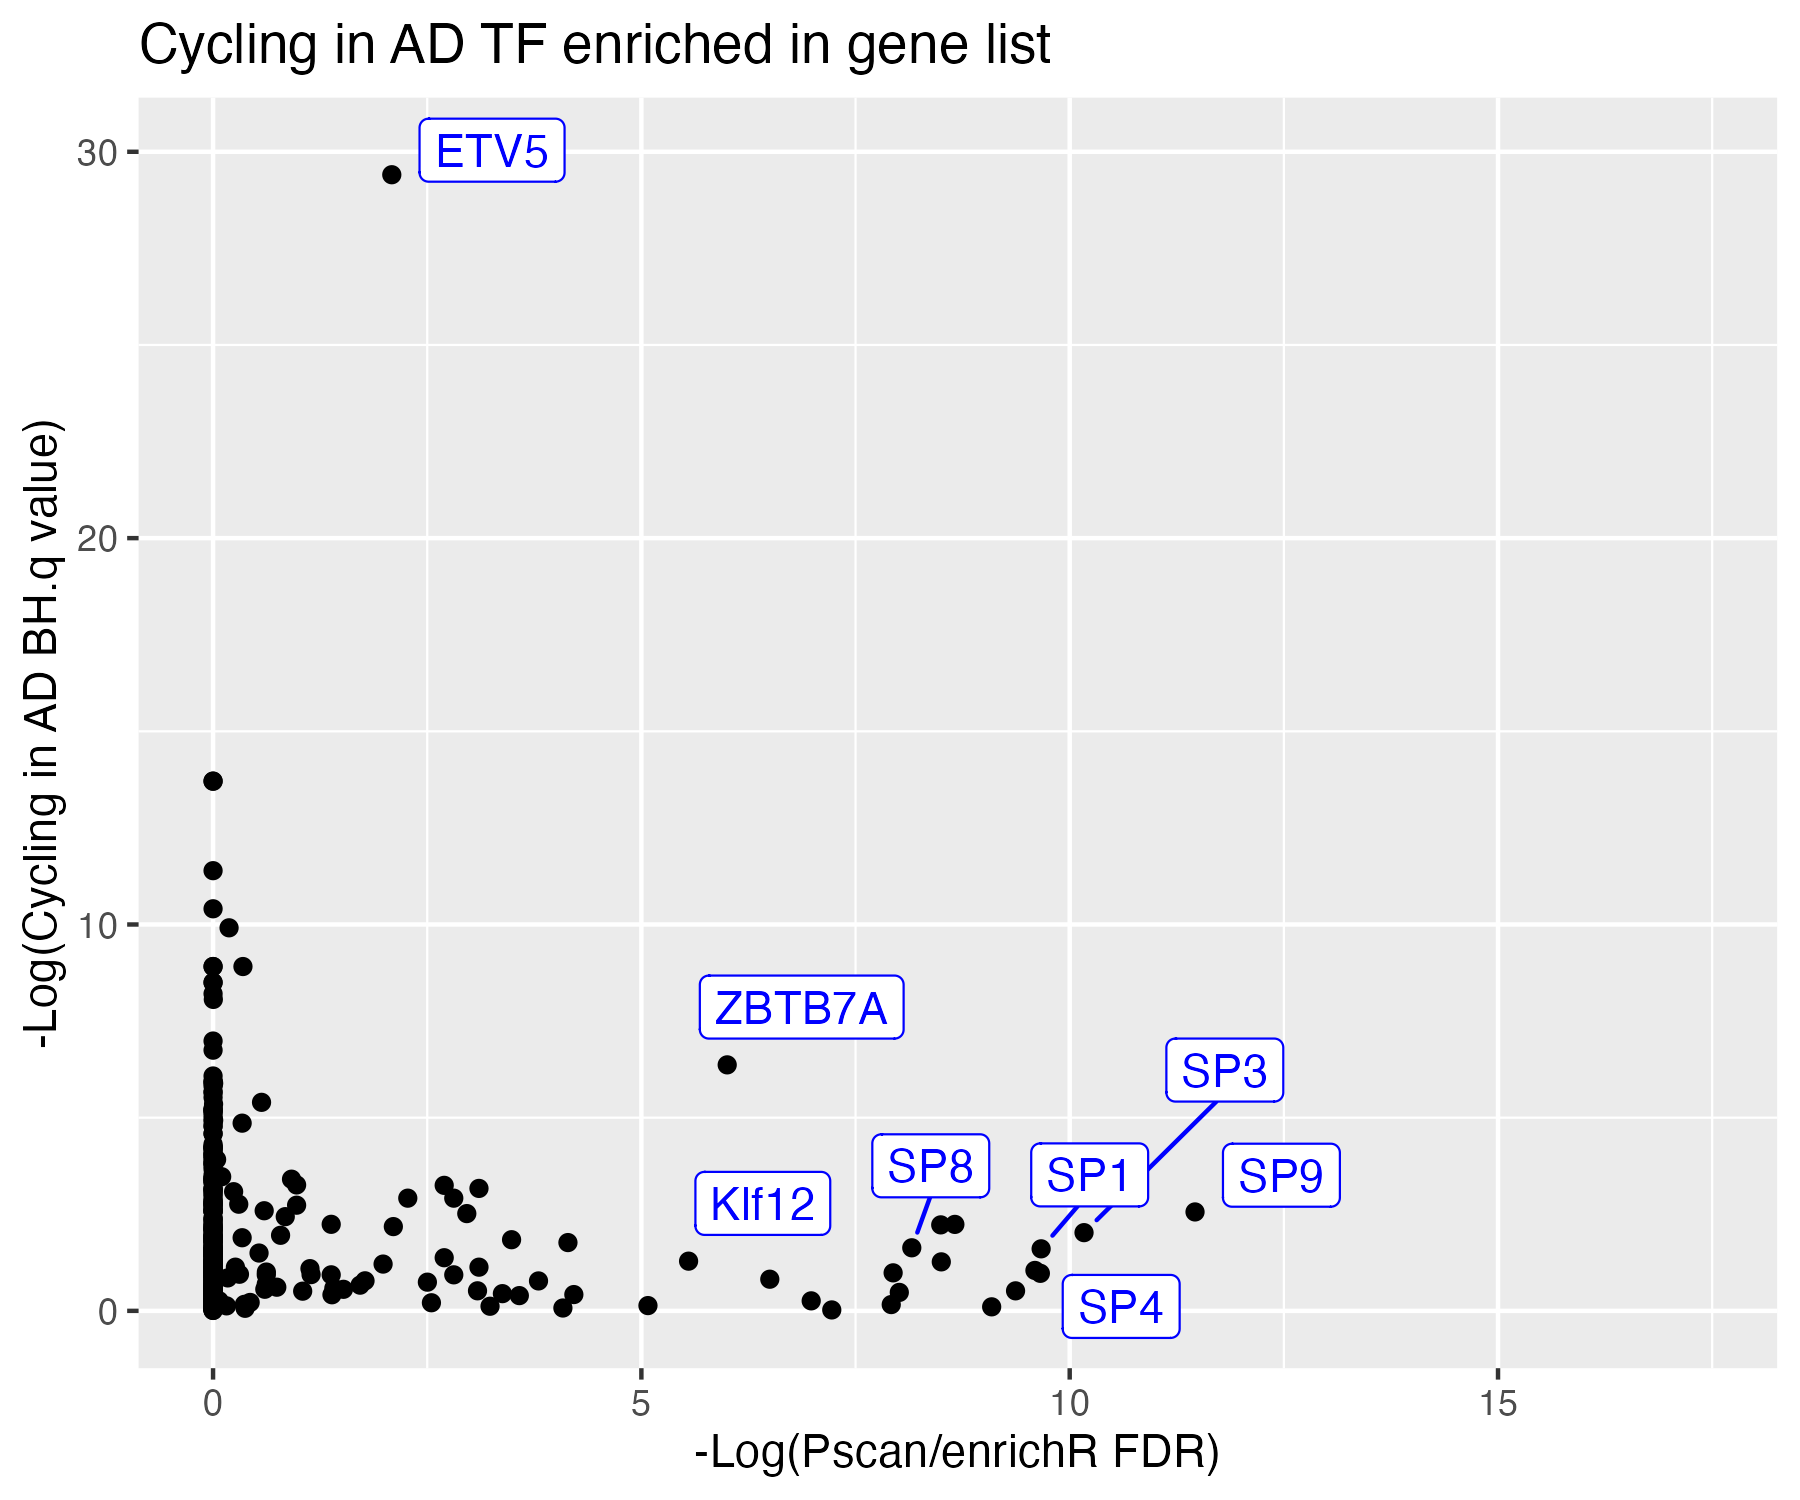 Cycling in AD TF enriched in gene list
-Log(Cycling in AD BH.q value)
30
20
10
0
ETV5
ZBTB7A
SP3
SP8
SP1
SP9
Klf12
SP4
0
5
10
15
-Log(Pscan/enrichR FDR)